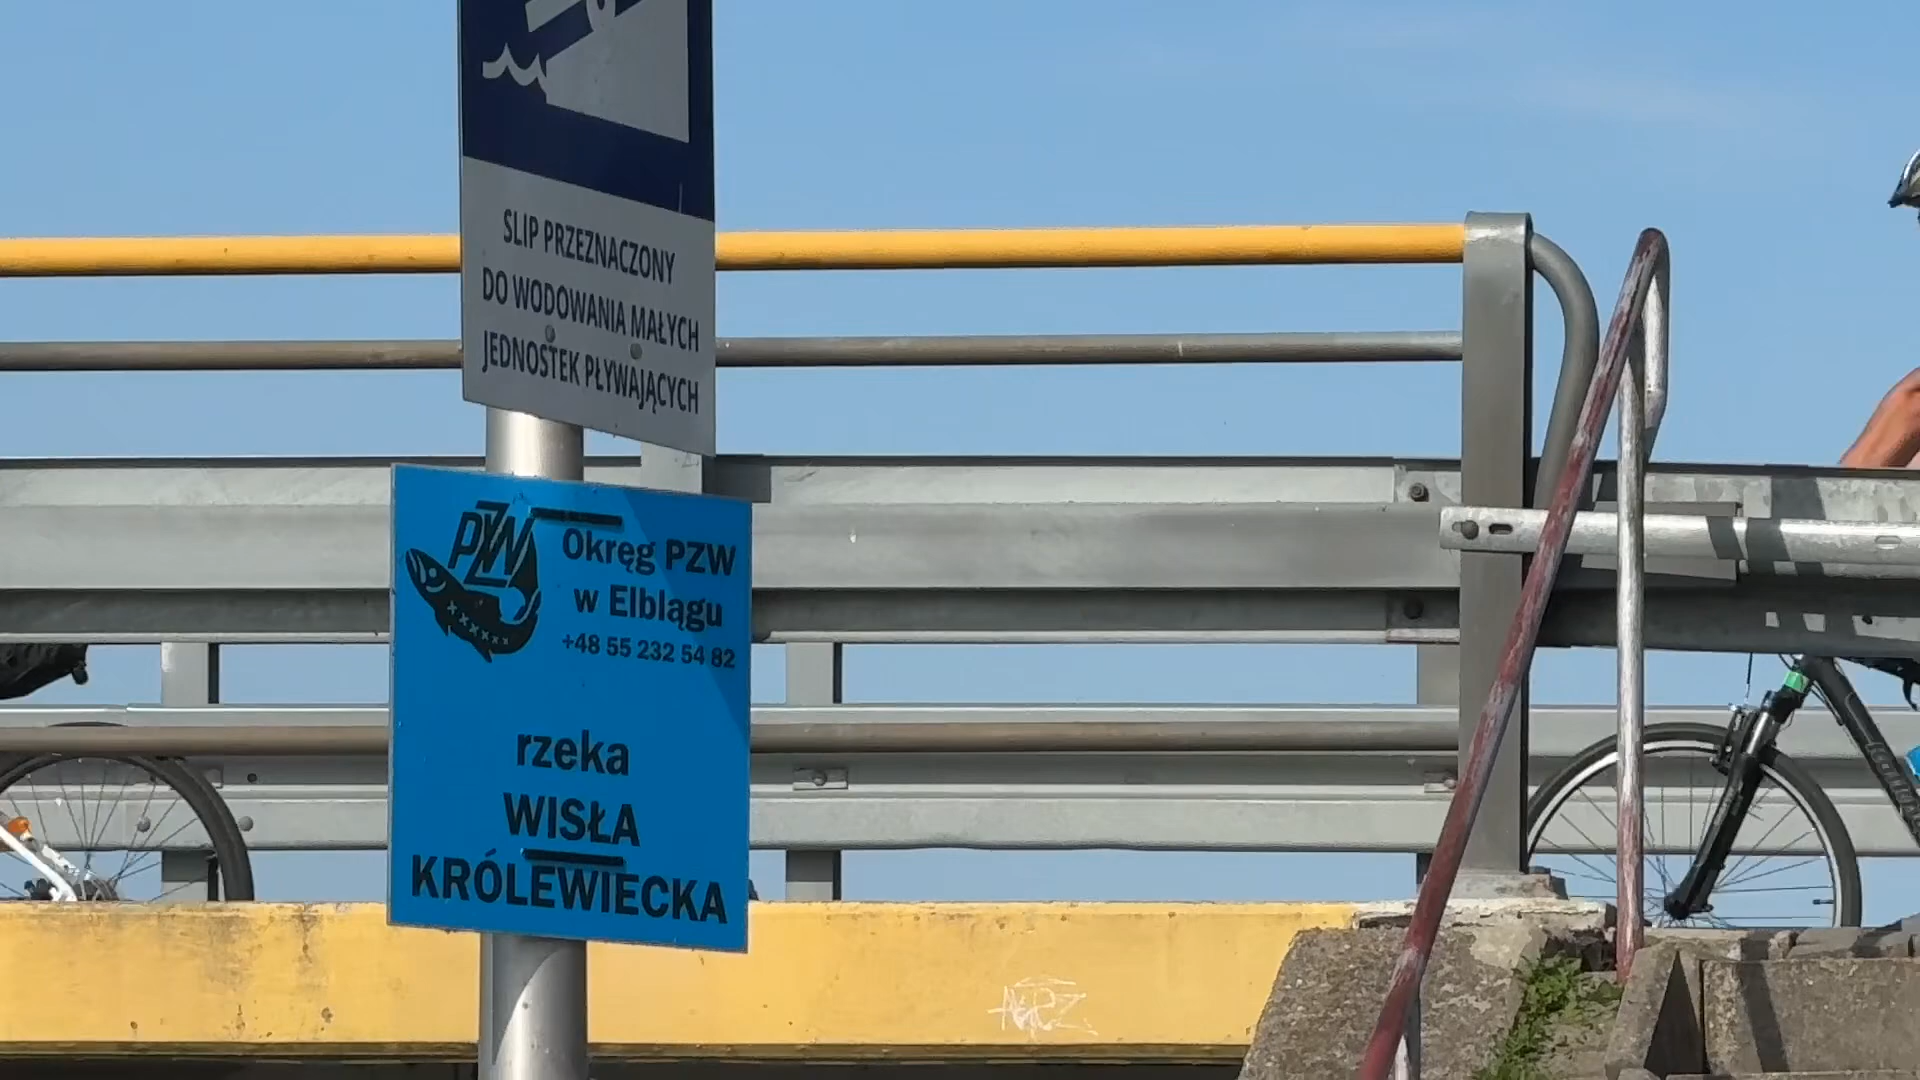 SLIP PRZEZNACZONY
DO WODOWANIA MAŁYCH
JEDNOSTEK PŁYWAJĄCYCH
PZW
Okręg PZW
w Elblągu
+48 55 232 54 82
rzeka
WISŁA
KRÓLEWIECKA